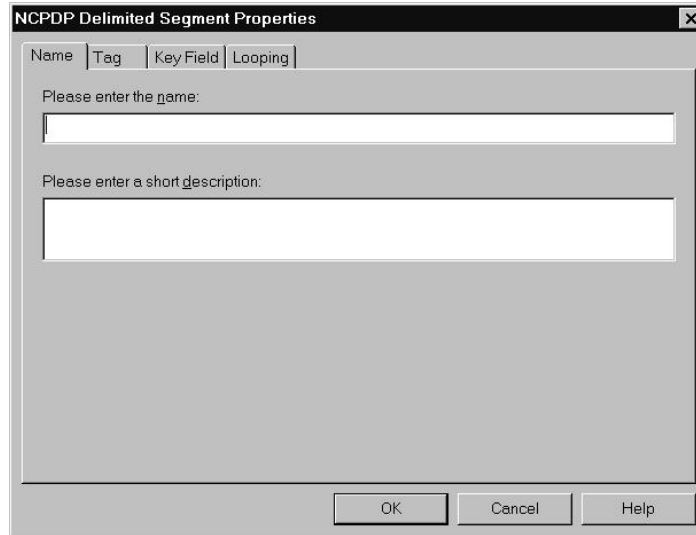 NCPDP Delimited Segment Properties
Name Tag Key Field Looping
Please enter the name:
Please enter a short description:
OK Cancel Help